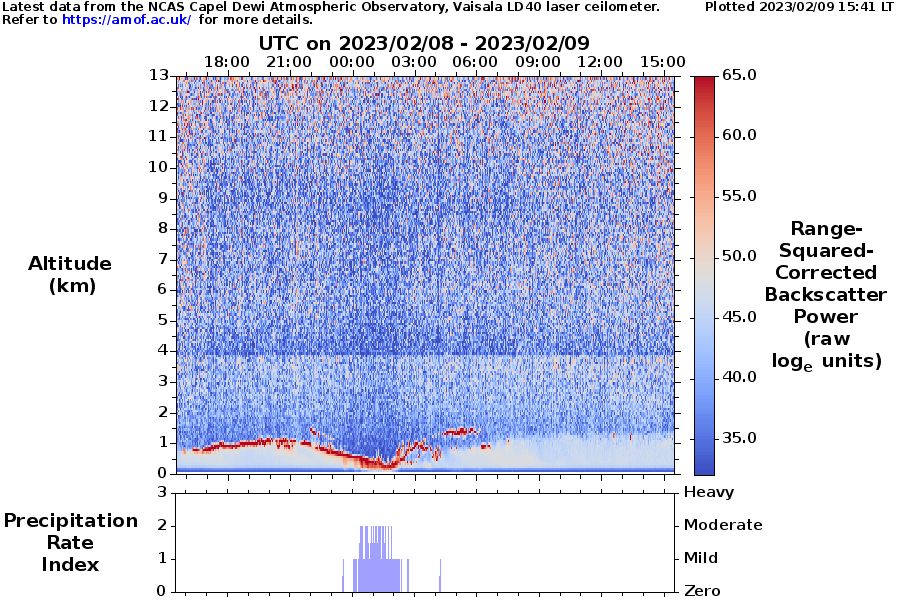 Latest data from the NCAS Capel Dewi Atmospheric Observatory, Vaisala LD40 laser ceilometer. Plotted 2023/02/09 15:41 LT
Refer to https://amof.ac.uk/ for more details.
UTC on 2023/02/08 - 2023/02/09
18:00 21:00 00:00 03:00 06:00 09:00 12:00 15:00
13
12
11
10
9
8
7
6
5
4
3
2
1
0
Altitude
(km)
65.0
60.0
55.0
50.0
45.0
40.0
35.0
Range-
Squared-
Corrected
Backscatter
Power
(raw
logₑ units)
Precipitation
Rate
Index
3
2
1
0
Heavy
Moderate
Mild
Zero